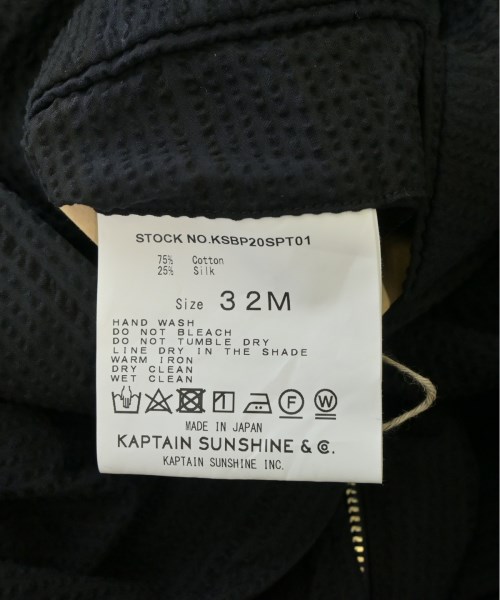 STOCK NO.KSBP20SPT01
75% Cotton
25% Silk
Size 32M
HAND WASH
DO NOT BLEACH
DO NOT TUMBLE DRY
LINE DRY IN THE SHADE
WARM IRON
DRY CLEAN
WET CLEAN
F W
MADE IN JAPAN
KAPTAIN SUNSHINE & Co.
KAPTAIN SUNSHINE INC.